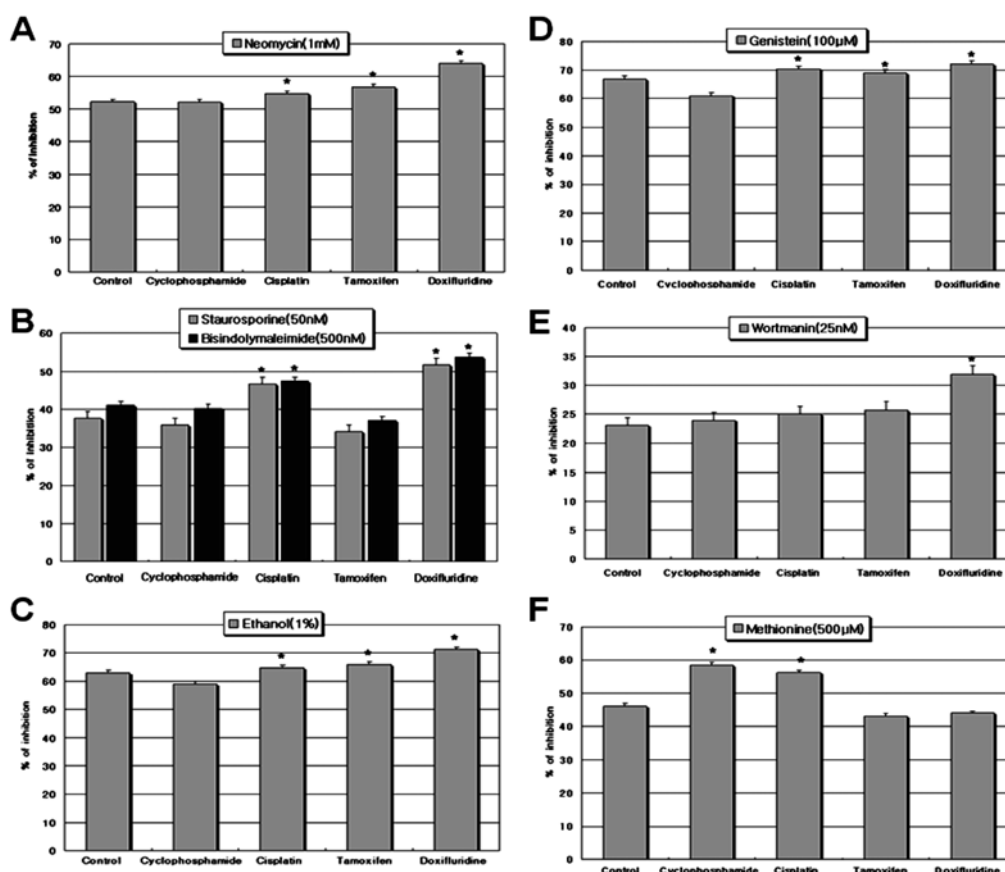 A
Neomycin(1mM)
% of Inhibition
70
60
50
40
30
20
10
0
Control Cyclophosphamide Cisplatin Tamoxifen Doxifluridine
* * *
B
Staurosporine(50nM)
Bisindolymaleimide(500nM)
% of Inhibition
60
50
40
30
20
10
0
Control Cyclophosphamide Cisplatin Tamoxifen Doxifluridine
* * * *
C
Ethanol(1%)
% of inhibition
80
70
60
50
40
30
20
10
0
Control Cyclophosphamide Cisplatin Tamoxifen Doxifluridine
* * *
D
Genistein(100μM)
% of inhibition
80
70
60
50
40
30
20
10
0
Control Cyclophosphamide Cisplatin Tamoxifen Doxifluridine
* * *
E
Wortmanin(25nM)
% of inhibition
40
35
30
25
20
15
10
5
0
Control Cyclophosphamide Cisplatin Tamoxifen Doxifluridine
*
F
Methionine(500μM)
% of inhibition
70
60
50
40
30
20
10
0
Control Cyclophosphamide Cisplatin Tamoxifen Doxifluridine
* *